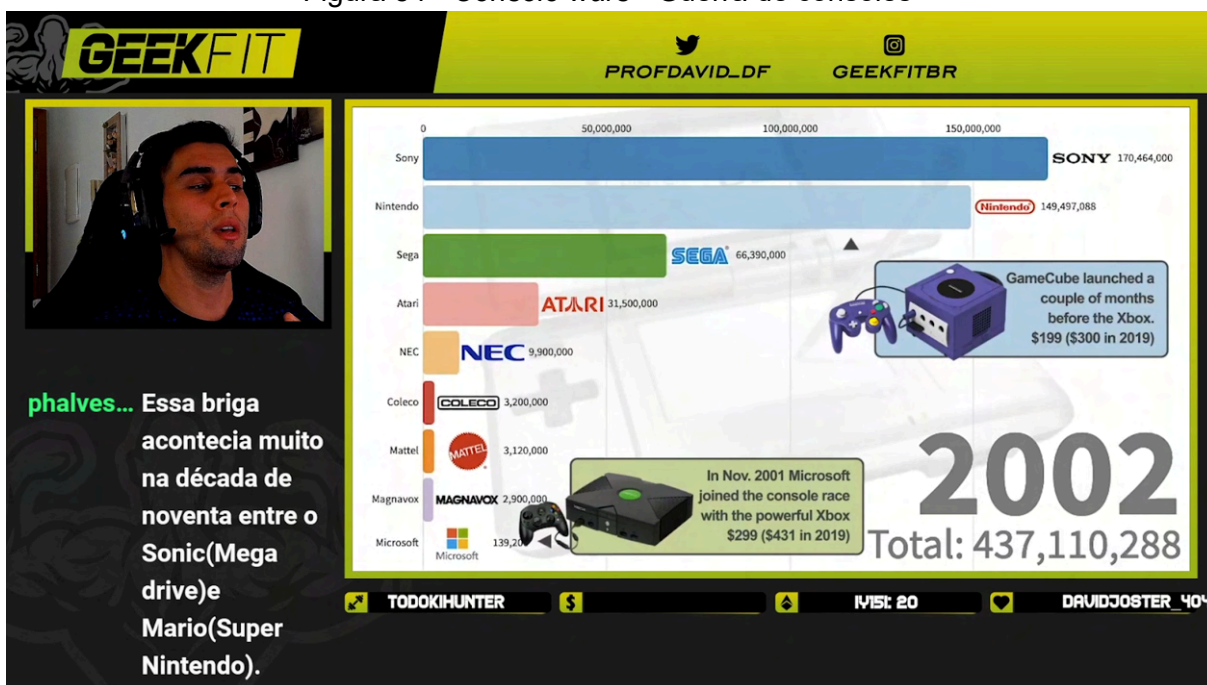 Figura 34 - Console wars - Guerra de consoles
GEEKFIT
PROFDAVID_DF
GEEKFITBR
0
50,000,000
100,000,000
150,000,000
Sony
SONY 170,464,000
Nintendo
Nintendo 149,497,088
Sega
SEGA 66,390,000
Atari
ATARI 31,500,000
NEC
NEC 9,900,000
Coleco
COLECO 3,200,000
Mattel
MATTEL 3,120,000
Magnavox
MAGNAVOX 2,900,000
Microsoft
Microsoft
GameCube launched a
couple of months
before the Xbox.
$199 ($300 in 2019)
In Nov. 2001 Microsoft
joined the console race
with the powerful Xbox
$299 ($431 in 2019)
2002
Total: 437,110,288
phalves... Essa briga
acontecia muito
na década de
noventa entre o
Sonic(Mega
drive)e
Mario(Super
Nintendo).
TODOKIHUNTER
$
20